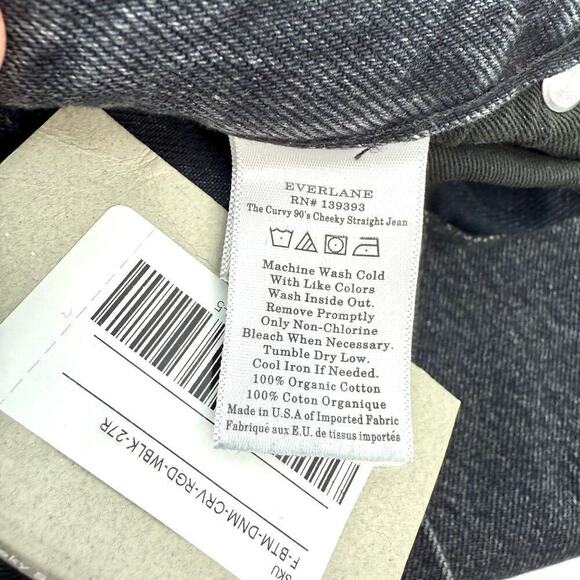 EVERLANE
RN# 139393
The Curvy 90's Cheeky Straight Jean
Machine Wash Cold
With Like Colors
Wash Inside Out.
Remove Promptly
Only Non-Chlorine
Bleach When Necessary.
Tumble Dry Low.
Cool Iron If Needed.
100% Organic Cotton
100% Coton Organique
Made in U.S.A of Imported Fabric
Fabriqué aux E.U. de tissus importés
5
F-BTM-DNM-CRV-RGD-WBLK-27R
SKU